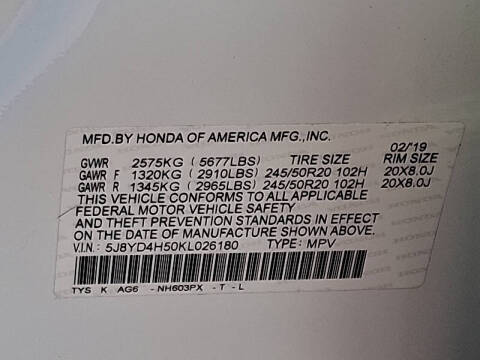 MFD.BY HONDA OF AMERICA MFG.,INC.
02/'19
GVWR 2575KG ( 5677LBS) TIRE SIZE RIM SIZE
GAWR F 1320KG ( 2910LBS) 245/50R20 102H 20X8.0J
GAWR R 1345KG ( 2965LBS) 245/50R20 102H 20X8.0J
THIS VEHICLE CONFORMS TO ALL APPLICABLE
FEDERAL MOTOR VEHICLE SAFETY
AND THEFT PREVENTION STANDARDS IN EFFECT
ON THE DATE OF MANUFACTURE SHOWN ABOVE.
V.I.N: 5J8YD4H50KL026180 TYPE: MPV
TYS K AG6 -NH603PX -T -L